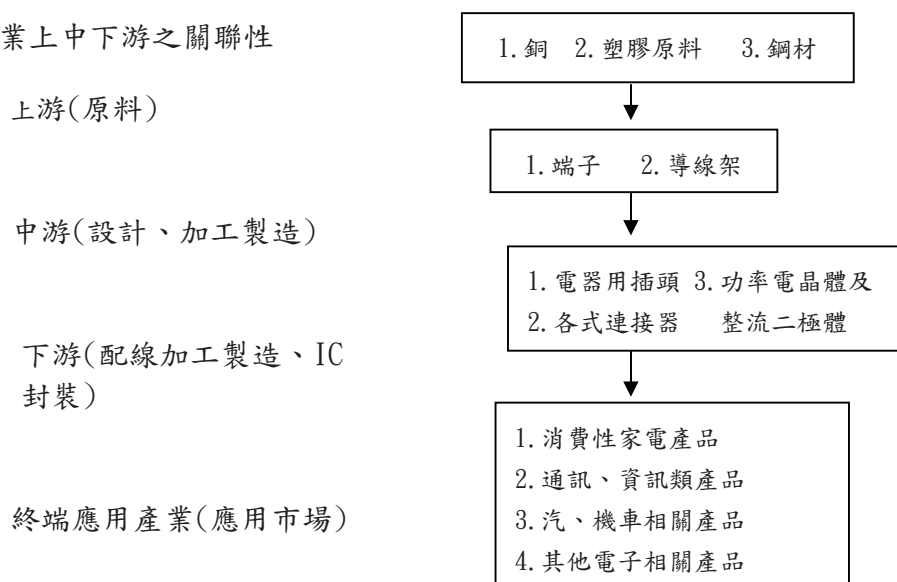 業上中下游之關聯性
1.銅 2.塑膠原料 3.鋼材
上游(原料)
1.端子 2.導線架
中游(設計、加工製造)
1.電器用插頭 3.功率電晶體及
2.各式連接器 整流二極體
下游(配線加工製造、IC
封裝)
1.消費性家電產品
2.通訊、資訊類產品
3.汽、機車相關產品
4.其他電子相關產品
終端應用產業(應用市場)